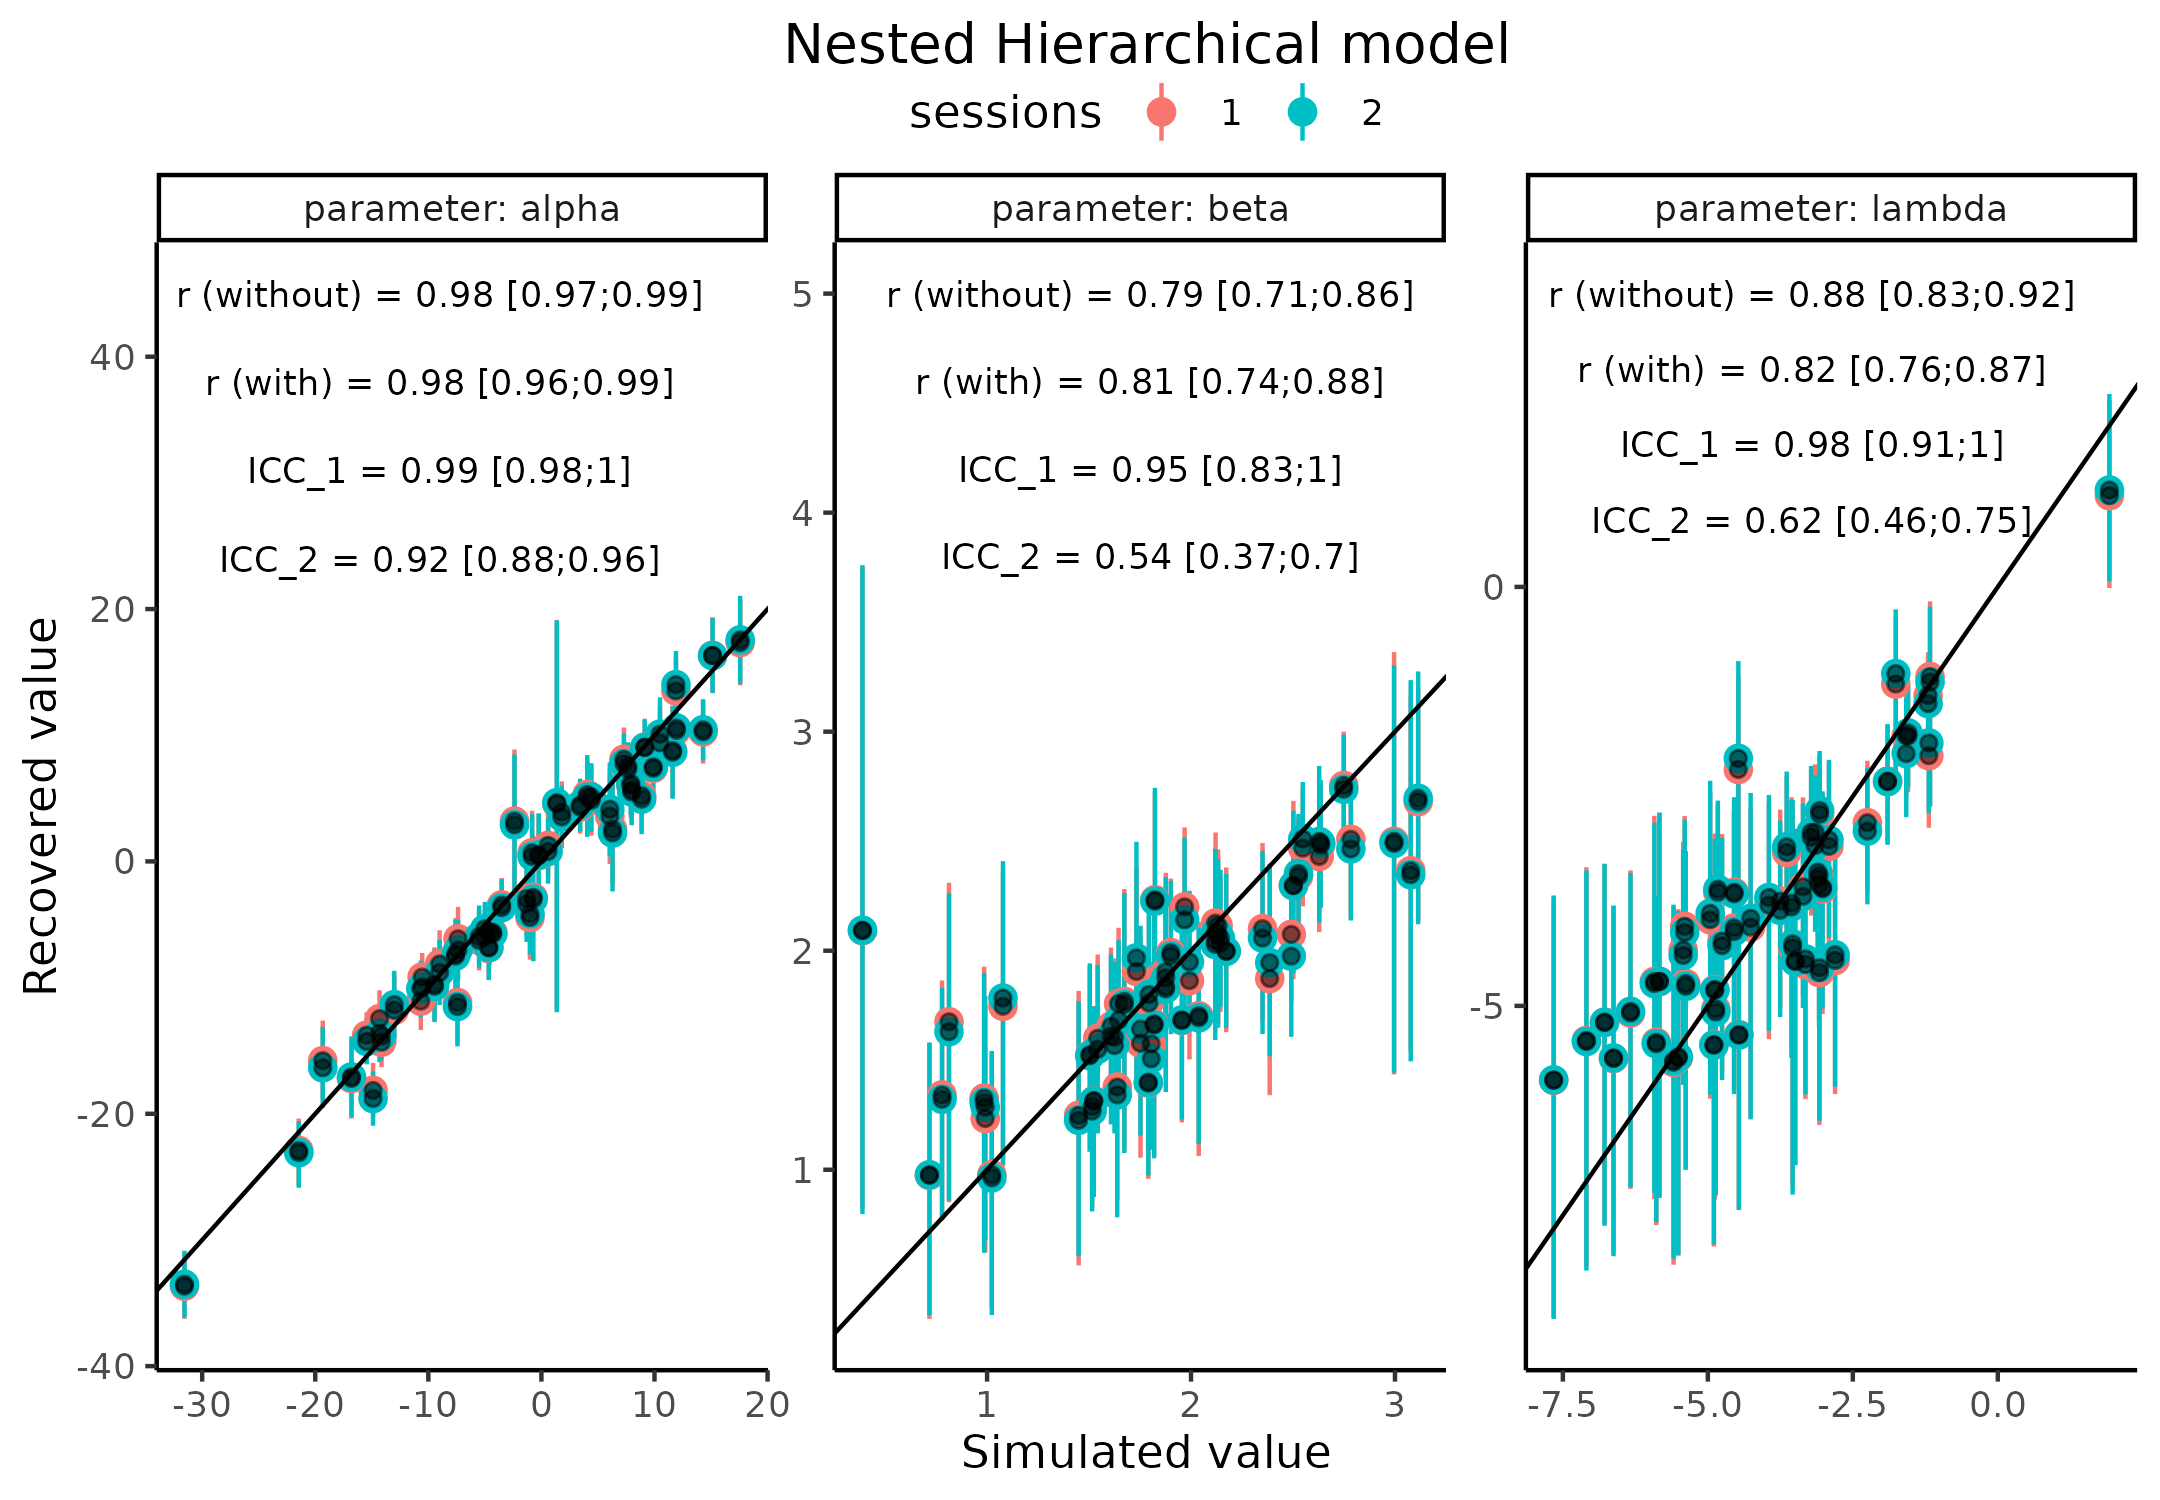 Nested Hierarchical model
sessions 1 2
parameter: alpha
r (without) = 0.98 [0.97;0.99]
r (with) = 0.98 [0.96;0.99]
ICC_1 = 0.99 [0.98;1]
ICC_2 = 0.92 [0.88;0.96]
40
20
0
-20
-40
-30 -20 -10 0 10 20
parameter: beta
r (without) = 0.79 [0.71;0.86]
r (with) = 0.81 [0.74;0.88]
ICC_1 = 0.95 [0.83;1]
ICC_2 = 0.54 [0.37;0.7]
5
4
3
2
1
1 2 3
parameter: lambda
r (without) = 0.88 [0.83;0.92]
r (with) = 0.82 [0.76;0.87]
ICC_1 = 0.98 [0.91;1]
ICC_2 = 0.62 [0.46;0.75]
0
-5
-7.5 -5.0 -2.5 0.0
Recovered value
Simulated value